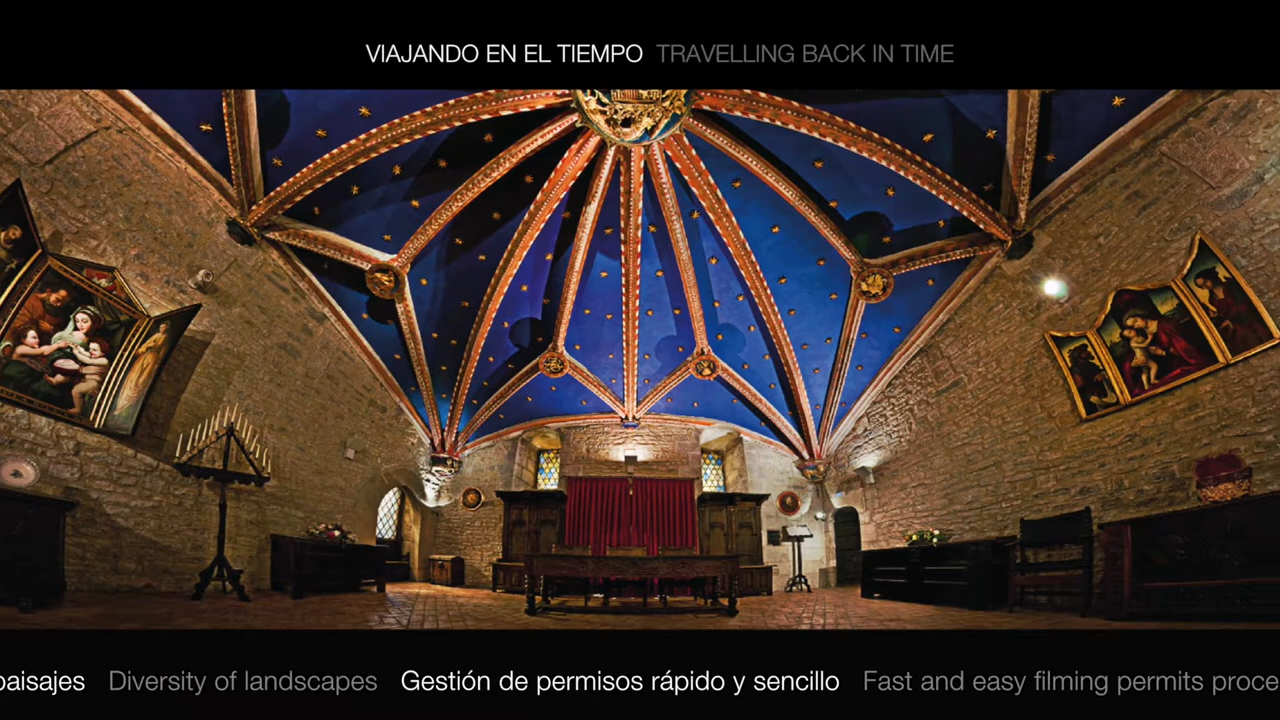 VIAJANDO EN EL TIEMPO TRAVELLING BACK IN TIME
paisajes Diversity of landscapes Gestión de permisos rápido y sencillo Fast and easy filming permits proce